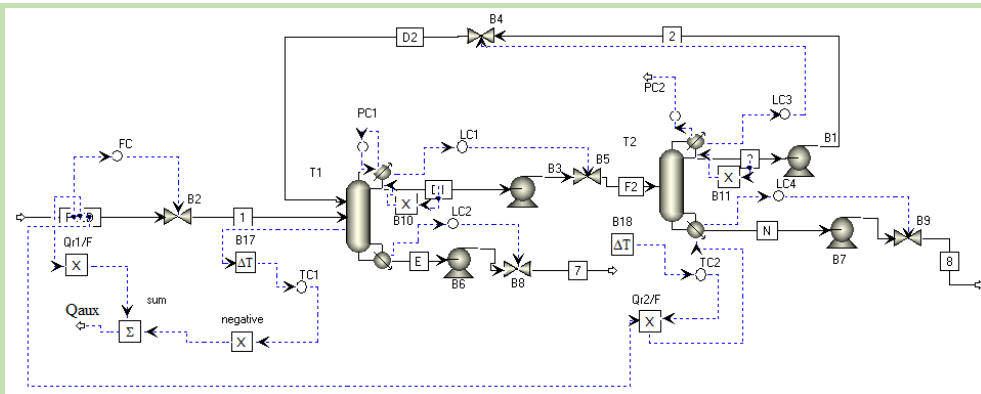 B4
D2
2
PC2
LC3
PC1
FC
LC1
T2
B1
T1
B3
B5
F2
B11
LC4
B2
1
B10
LC2
B18
B9
B17
ΔT
ΔT
N
Qr1/F
E
B7
8
X
TC1
B6
B8
7
TC2
Qaux
sum
negative
Qr2/F
Σ
X
X
X
X